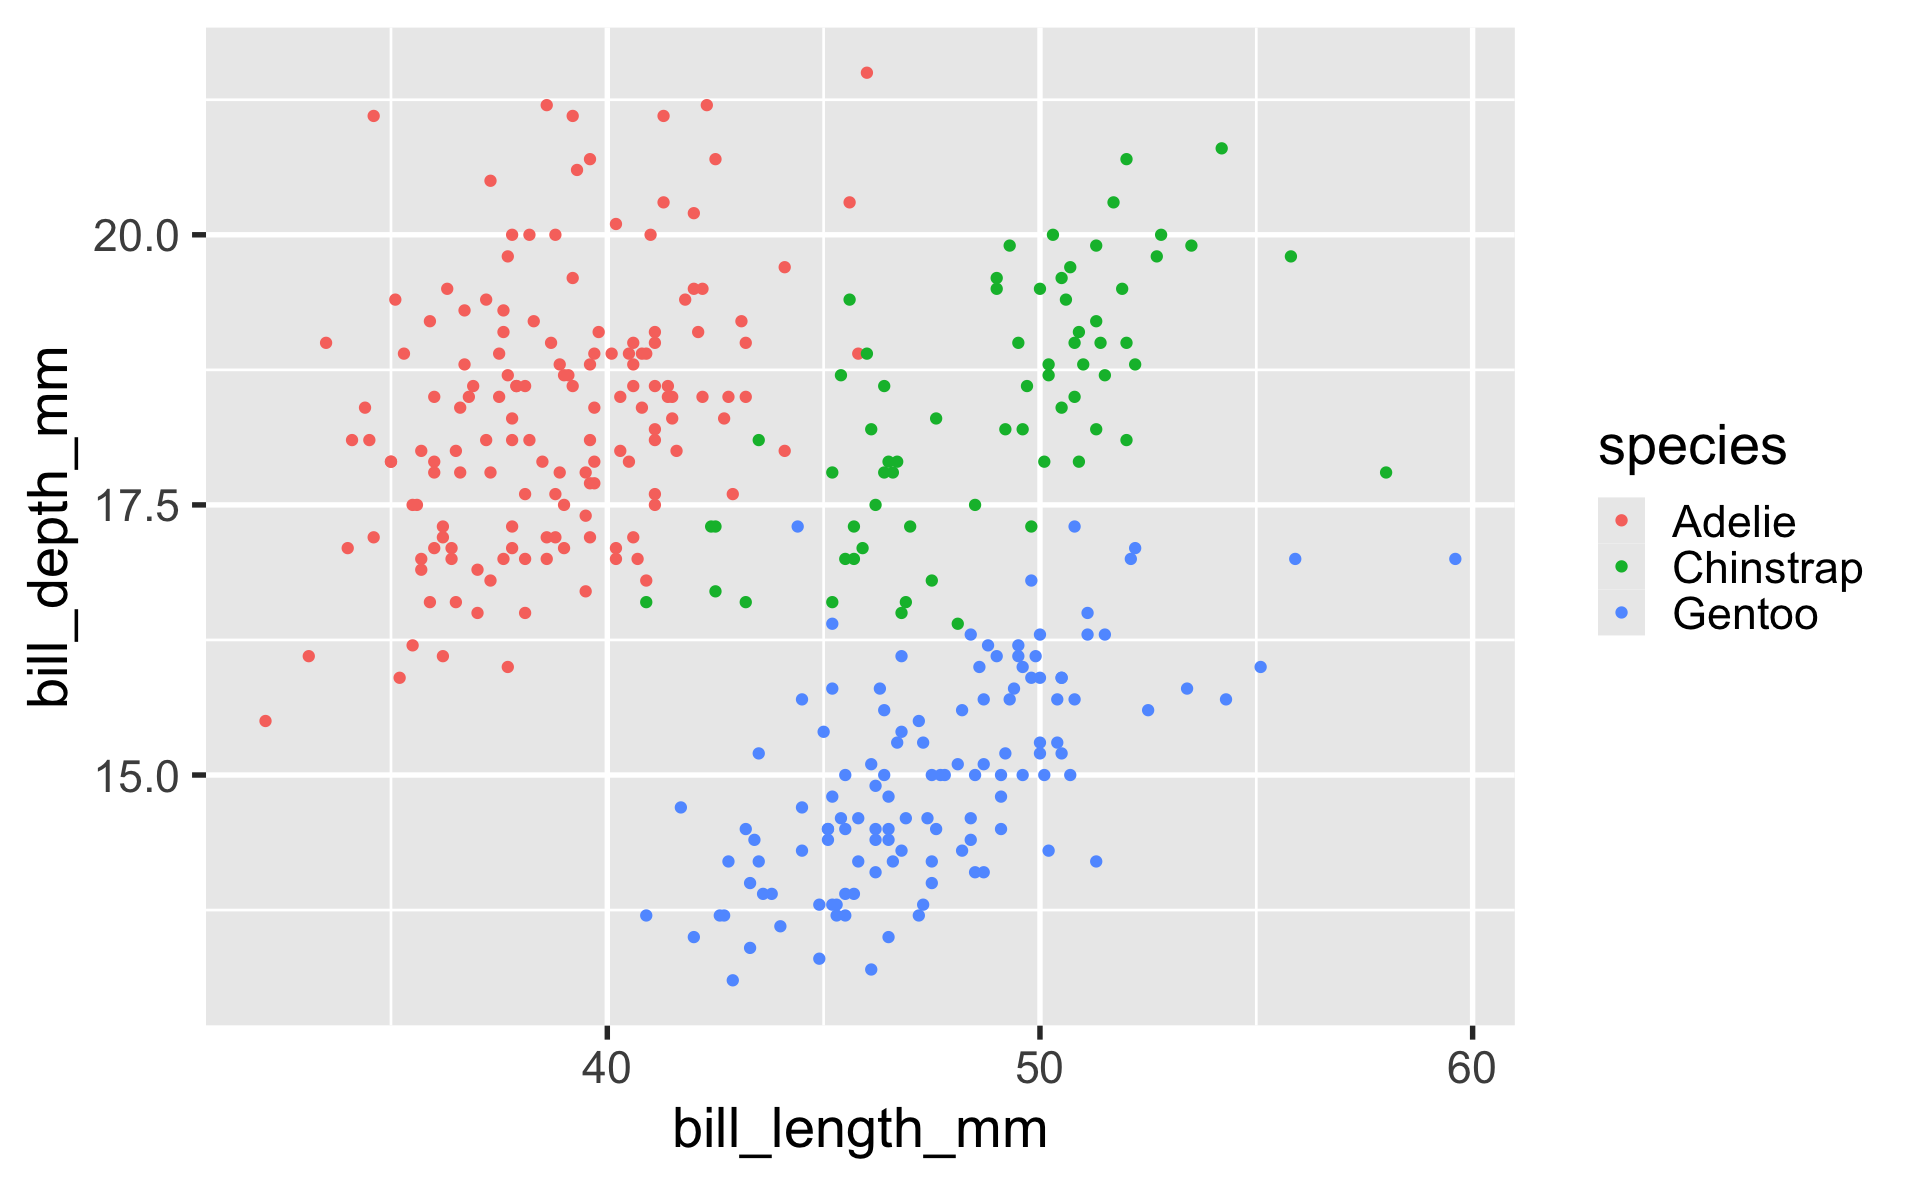 20.0
17.5
15.0
bill_depth_mm
40 50 60
bill_length_mm
species
Adelie
Chinstrap
Gentoo